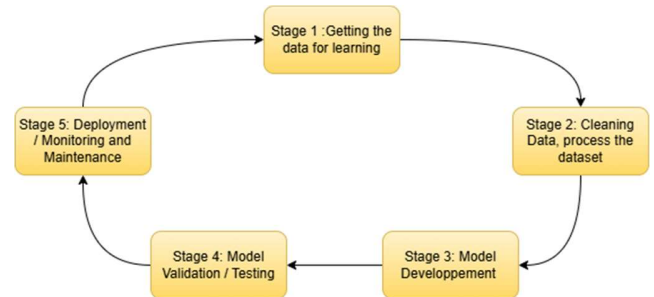 Stage 1 :Getting the
data for learning
Stage 2: Cleaning
Data, process the
dataset
Stage 3: Model
Developpement
Stage 4: Model
Validation / Testing
Stage 5: Deployment
/ Monitoring and
Maintenance